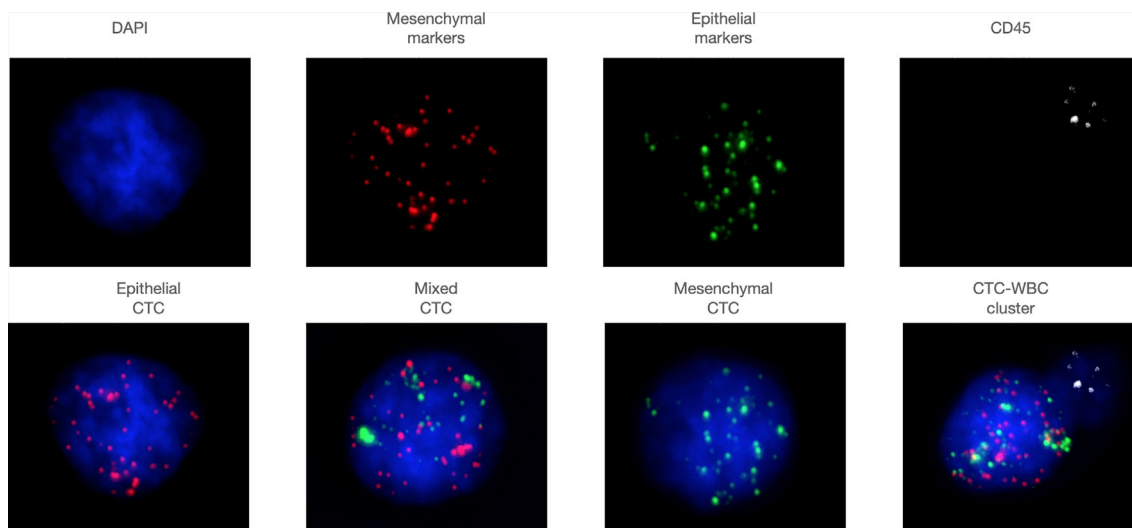 DAPI
Mesenchymal
markers
Epithelial
markers
CD45
Epithelial
CTC
Mixed
CTC
Mesenchymal
CTC
CTC-WBC
cluster